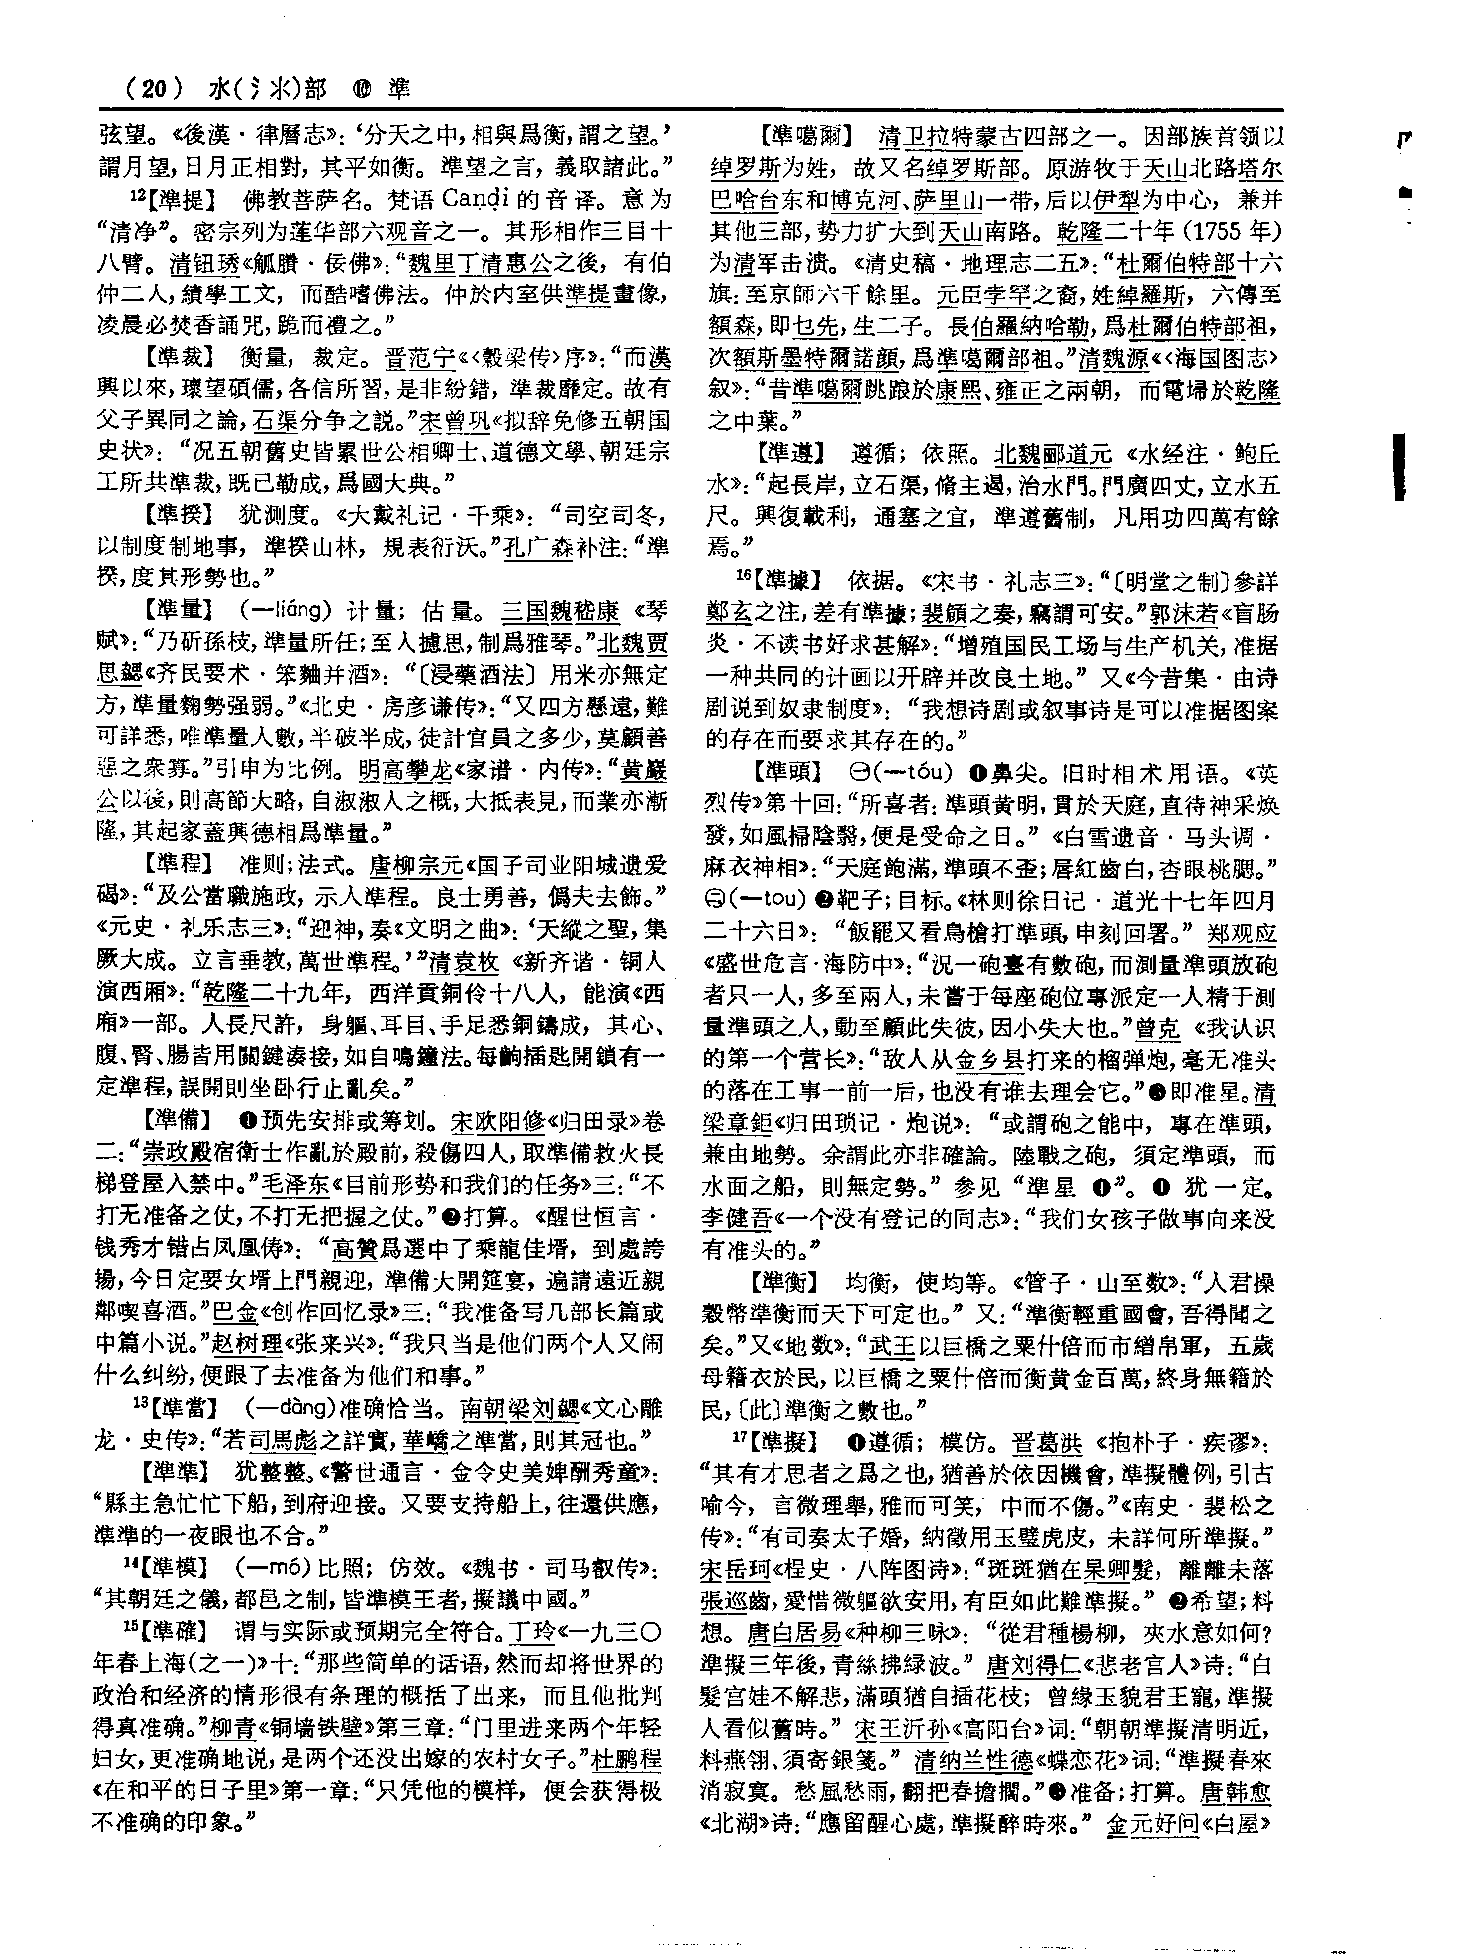 （20） 水（氵氺）部 ⑩ 準
弦望。《後漢·律曆志》：‘分天之中，相與爲衡，謂之望。’
謂月望，日月正相對，其平如衡。準望之言，義取諸此。”
12【準提】 佛教菩萨名。梵语 Caṇḍi 的音译。意为
“清净”。密宗列为莲华部六观音之一。其形相作三目十
八臂。清钮琇《觚賸·佞佛》：“魏里丁清惠公之後，有伯
仲二人，績學工文，而酷嗜佛法。仲於内室供準提畫像，
凌晨必焚香誦咒，跪而禮之。”
【準裁】 衡量，裁定。晋范宁《〈穀梁传〉序》：“而漢
興以來，瓌望碩儒，各信所習，是非紛錯，準裁靡定。故有
父子異同之論，石渠分争之説。”宋曾巩《拟辞免修五朝国
史状》：“况五朝舊史皆累世公相卿士、道德文學、朝廷宗
工所共準裁，既已勒成，爲國大典。”
【準揆】 犹测度。《大戴礼记·千乘》：“司空司冬，
以制度制地事，準揆山林，規表衍沃。”孔广森补注：“準
揆，度其形勢也。”
【準量】 （—liáng）计量；估量。三国魏嵇康《琴
赋》：“乃斫孫枝，準量所任；至人攄思，制爲雅琴。”北魏贾
思勰《齐民要术·笨麯并酒》：“〔浸藥酒法〕用米亦無定
方，準量麴勢强弱。”《北史·房彦谦传》：“又四方懸遠，難
可詳悉，唯準量人數，半破半成，徒計官員之多少，莫顧善
惡之衆寡。”引申为比例。明高攀龙《家谱·内传》：“黄巖
公以後，則高節大略，自淑淑人之概，大抵表見，而業亦漸
隆，其起家蓋興德相爲準量。”
【準程】 准则；法式。唐柳宗元《国子司业阳城遗爱
碣》：“及公當職施政，示人準程。良士勇善，僞夫去飾。”
《元史·礼乐志三》：“迎神，奏《文明之曲》：‘天縱之聖，集
厥大成。立言垂教，萬世準程。’”清袁枚《新齐谐·铜人
演西厢》：“乾隆二十九年，西洋貢銅伶十八人，能演《西
廂》一部。人長尺許，身軀、耳目、手足悉銅鑄成，其心、
腹、腎、腸皆用關鍵湊接，如自鳴鐘法。每齣插匙開鎖有一
定準程，誤開則坐卧行止亂矣。”
【準備】 ❶预先安排或筹划。宋欧阳修《归田录》卷
二：“崇政殿宿衛士作亂於殿前，殺傷四人，取準備救火長
梯登屋入禁中。”毛泽东《目前形势和我们的任务》三：“不
打无准备之仗，不打无把握之仗。”❷打算。《醒世恒言·
钱秀才错占凤凰俦》：“高贊爲選中了乘龍佳壻，到處誇
揚，今日定要女壻上門親迎，準備大開筵宴，遍請遠近親
鄰喫喜酒。”巴金《创作回忆录》三：“我准备写几部长篇或
中篇小说。”赵树理《张来兴》：“我只当是他们两个人又闹
什么纠纷，便跟了去准备为他们和事。”
13【準當】 （—dàng）准确恰当。南朝梁刘勰《文心雕
龙·史传》：“若司馬彪之詳實，華嶠之準當，則其冠也。”
【準準】 犹整整。《警世通言·金令史美婢酬秀童》：
“縣主急忙忙下船，到府迎接。又要支持船上，往還供應，
準準的一夜眼也不合。”
14【準模】 （—mó）比照；仿效。《魏书·司马叡传》：
“其朝廷之儀，都邑之制，皆準模王者，擬議中國。”
15【準確】 谓与实际或预期完全符合。丁玲《一九三〇
年春上海（之一）》十：“那些简单的话语，然而却将世界的
政治和经济的情形很有条理的概括了出来，而且他批判
得真准确。”柳青《铜墙铁壁》第三章：“门里进来两个年轻
妇女，更准确地说，是两个还没出嫁的农村女子。”杜鹏程
《在和平的日子里》第一章：“只凭他的模样，便会获得极
不准确的印象。”
【準噶爾】 清卫拉特蒙古四部之一。因部族首领以
绰罗斯为姓，故又名绰罗斯部。原游牧于天山北路塔尔
巴哈台东和博克河、萨里山一带，后以伊犁为中心，兼并
其他三部，势力扩大到天山南路。乾隆二十年（1755年）
为清军击溃。《清史稿·地理志二五》：“杜爾伯特部十六
旗：至京師六千餘里。元臣孛罕之裔，姓綽羅斯，六傳至
額森，即乜先，生二子。長伯羅納哈勒，爲杜爾伯特部祖，
次額斯墨特爾諾顔，爲準噶爾部祖。”清魏源《〈海国图志〉
叙》：“昔準噶爾跳踉於康熙、雍正之兩朝，而電埽於乾隆
之中葉。”
【準遵】 遵循；依照。北魏郦道元《水经注·鲍丘
水》：“起長岸，立石渠，脩主遏，治水門。門廣四丈，立水五
尺。興復載利，通塞之宜，準遵舊制，凡用功四萬有餘
焉。”
16【準據】 依据。《宋书·礼志三》：“〔明堂之制〕參詳
鄭玄之注，差有準據；裴頠之奏，竊謂可安。”郭沫若《盲肠
炎·不读书好求甚解》：“增殖国民工场与生产机关，准据
一种共同的计画以开辟并改良土地。”又《今昔集·由诗
剧说到奴隶制度》：“我想诗剧或叙事诗是可以准据图案
的存在而要求其存在的。”
【準頭】 ㊀（—tóu）❶鼻尖。旧时相术用语。《英
烈传》第十回：“所喜者：準頭黄明，貫於天庭，直待神采焕
發，如風掃陰翳，便是受命之日。”《白雪遗音·马头调·
麻衣神相》：“天庭飽滿，準頭不歪；唇紅齒白，杏眼桃腮。”
㊁（—tou）❷靶子；目标。《林则徐日记·道光十七年四月
二十六日》：“飯罷又看鳥槍打準頭，申刻回署。”郑观应
《盛世危言·海防中》：“況一砲臺有數砲，而測量準頭放砲
者只一人，多至兩人，未嘗于每座砲位專派定一人精于測
量準頭之人，動至顧此失彼，因小失大也。”曾克《我认识
的第一个营长》：“敌人从金乡县打来的榴弹炮，毫无准头
的落在工事一前一后，也没有谁去理会它。”❸即准星。清
梁章鉅《归田琐记·炮说》：“或謂砲之能中，專在準頭，
兼由地勢。余謂此亦非確論。陸戰之砲，須定準頭，而
水面之船，則無定勢。”参见“準星❶”。❹犹一定。
李健吾《一个没有登记的同志》：“我们女孩子做事向来没
有准头的。”
【準衡】 均衡，使均等。《管子·山至数》：“人君操
穀幣準衡而天下可定也。”又：“準衡輕重國會，吾得聞之
矣。”又《地数》：“武王以巨橋之粟什倍而市繒帛軍，五歲
母籍衣於民，以巨橋之粟什倍而衡黄金百萬，終身無籍於
民，〔此〕準衡之數也。”
17【準擬】 ❶遵循；模仿。晋葛洪《抱朴子·疾谬》：
“其有才思者之爲之也，猶善於依因機會，準擬體例，引古
喻今，言微理舉，雅而可笑，中而不傷。”《南史·裴松之
传》：“有司奏太子婚，納徵用玉璧虎皮，未詳何所準擬。”
宋岳珂《桯史·八阵图诗》：“斑斑猶在杲卿髮，離離未落
張巡齒，愛惜微軀欲安用，有臣如此難準擬。”❷希望；料
想。唐白居易《种柳三咏》：“從君種楊柳，夾水意如何？
準擬三年後，青絲拂緑波。”唐刘得仁《悲老宫人》诗：“白
髮宫娃不解悲，滿頭猶自插花枝；曾緣玉貌君王寵，準擬
人看似舊時。”宋王沂孙《高阳台》词：“朝朝準擬清明近，
料燕翎、須寄銀箋。”清纳兰性德《蝶恋花》词：“準擬春來
消寂寞。愁風愁雨，翻把春擔擱。”❸准备；打算。唐韩愈
《北湖》诗：“應留醒心處，準擬醉時來。”金元好问《白屋》